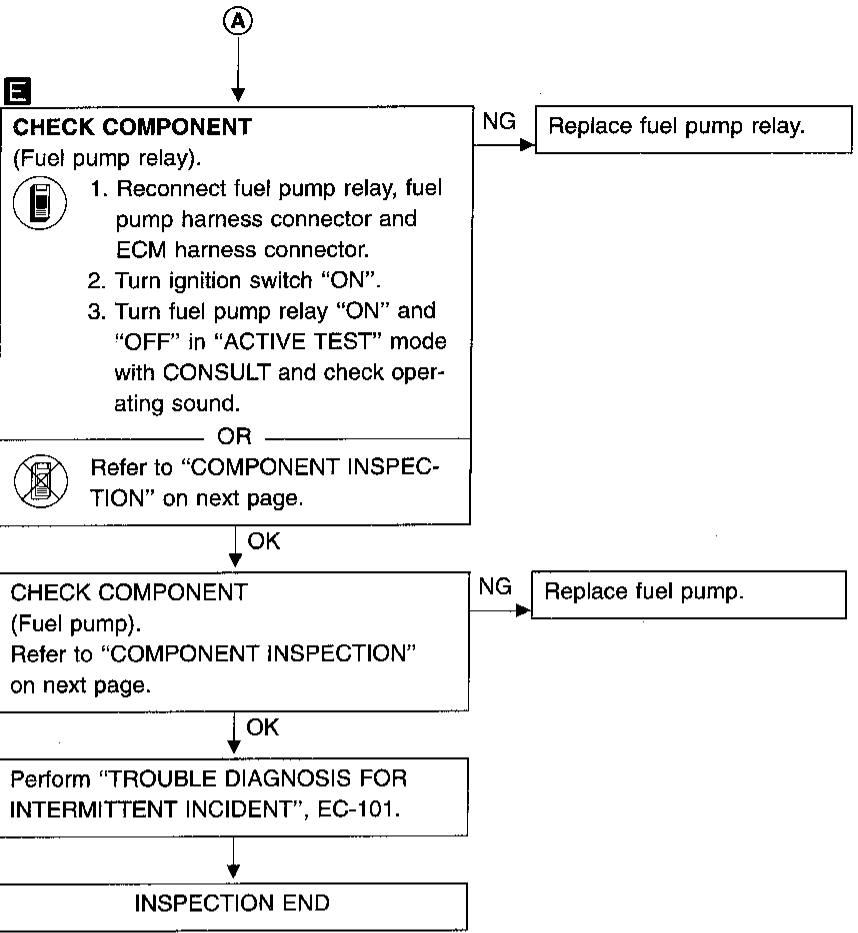 A
E
CHECK COMPONENT
(Fuel pump relay).
1. Reconnect fuel pump relay, fuel
pump harness connector and
ECM harness connector.
2. Turn ignition switch “ON”.
3. Turn fuel pump relay “ON” and
“OFF” in “ACTIVE TEST” mode
with CONSULT and check oper-
ating sound.
OR
Refer to “COMPONENT INSPEC-
TION” on next page.
NG
Replace fuel pump relay.
OK
CHECK COMPONENT
(Fuel pump).
Refer to “COMPONENT INSPECTION”
on next page.
NG
Replace fuel pump.
OK
Perform “TROUBLE DIAGNOSIS FOR
INTERMITTENT INCIDENT”, EC-101.
INSPECTION END